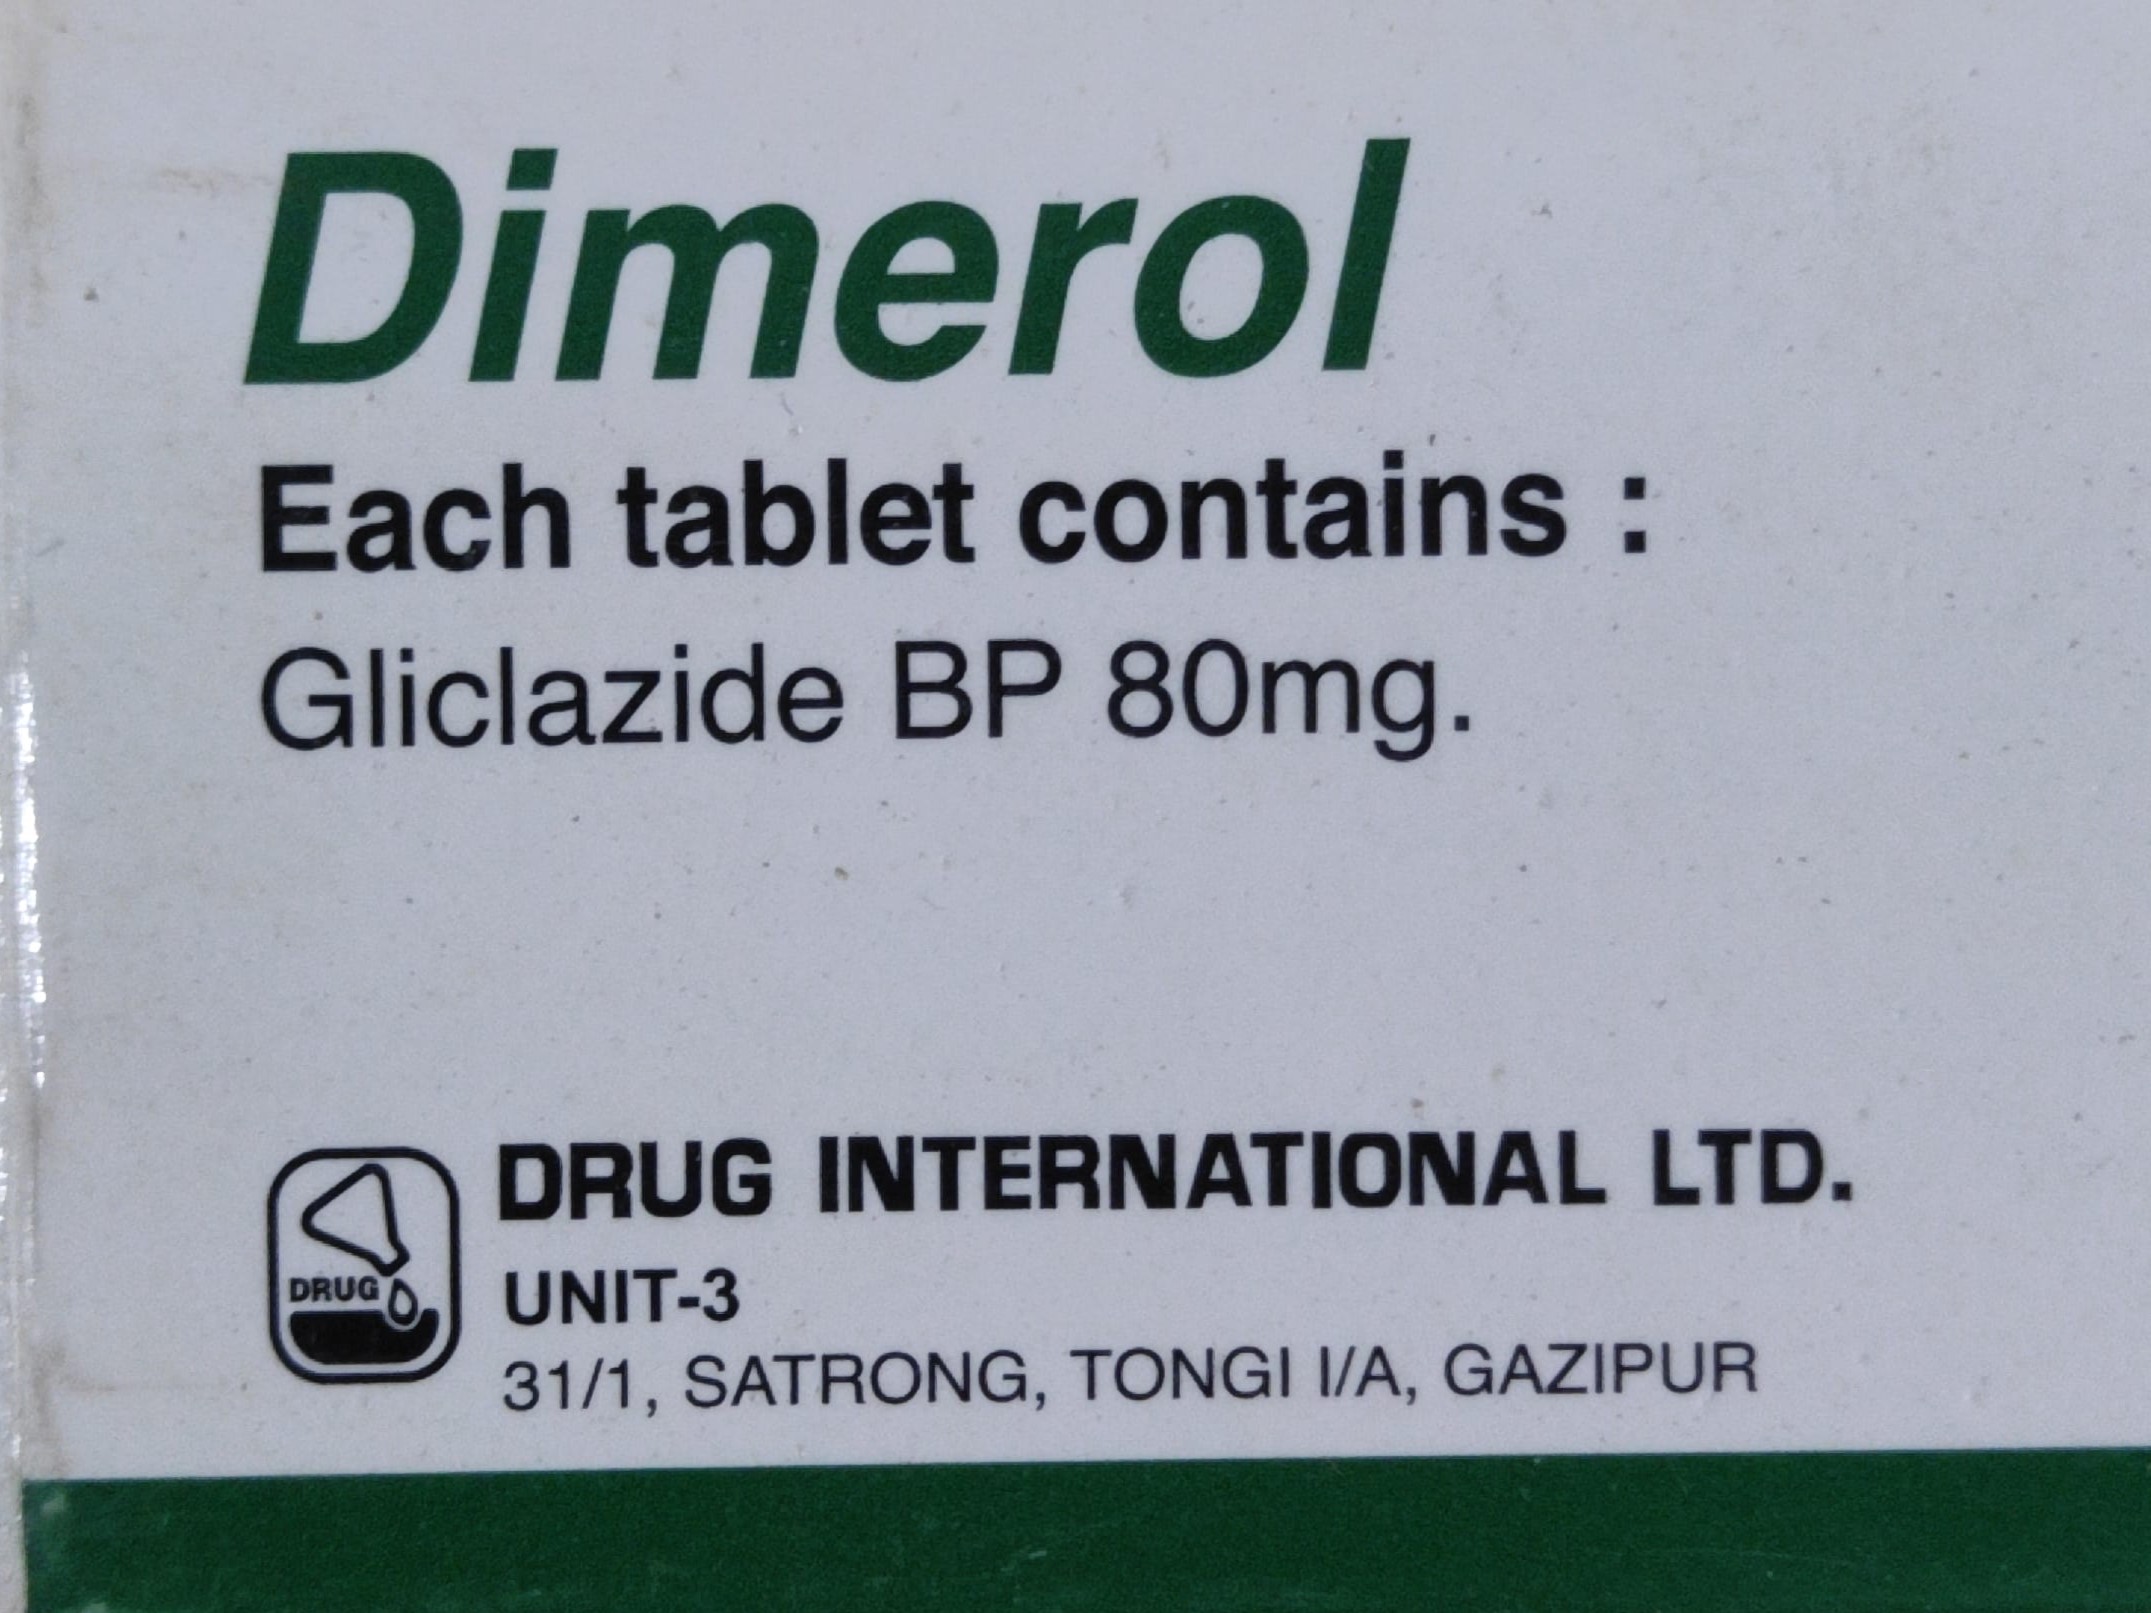 Dimerol
Each tablet contains :
Gliclazide BP 80mg.
DRUG INTERNATIONAL LTD.
DRUG
UNIT-3
31/1, SATRONG, TONGI I/A, GAZIPUR